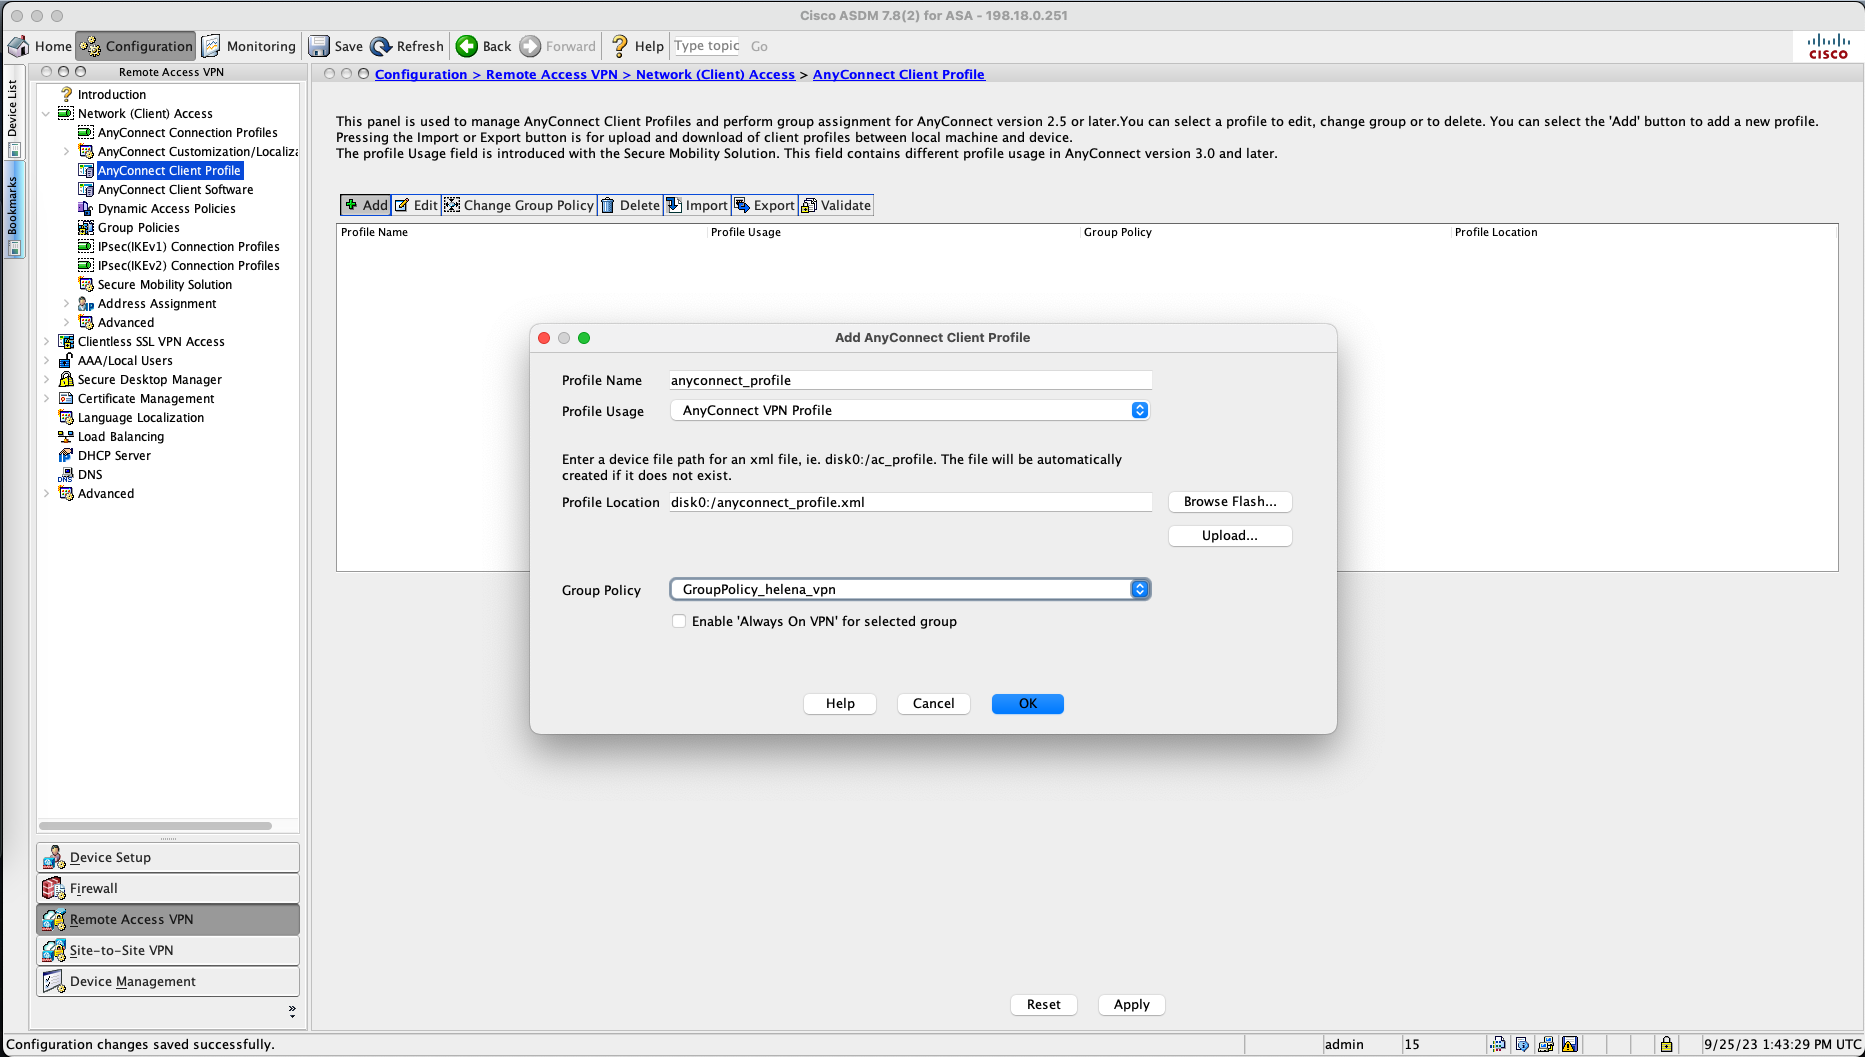 Cisco ASDM 7.8(2) for ASA - 198.18.0.251
Home Configuration Monitoring Save Refresh Back Forward Help Type topic Go
CISCO
Device List
Bookmarks
Remote Access VPN
Introduction
Network (Client) Access
AnyConnect Connection Profiles
AnyConnect Customization/Localiza
AnyConnect Client Profile
AnyConnect Client Software
Dynamic Access Policies
Group Policies
IPsec(IKEv1) Connection Profiles
IPsec(IKEv2) Connection Profiles
Secure Mobility Solution
Address Assignment
Advanced
Clientless SSL VPN Access
AAA/Local Users
Secure Desktop Manager
Certificate Management
Language Localization
Load Balancing
DHCP Server
DNS
Advanced
Device Setup
Firewall
Remote Access VPN
Site-to-Site VPN
Device Management
Configuration > Remote Access VPN > Network (Client) Access > AnyConnect Client Profile
This panel is used to manage AnyConnect Client Profiles and perform group assignment for AnyConnect version 2.5 or later.You can select a profile to edit, change group or to delete. You can select the 'Add' button to add a new profile.
Pressing the Import or Export button is for upload and download of client profiles between local machine and device.
The profile Usage field is introduced with the Secure Mobility Solution. This field contains different profile usage in AnyConnect version 3.0 and later.
Add Edit Change Group Policy Delete Import Export Validate
Profile Name Profile Usage Group Policy Profile Location
Add AnyConnect Client Profile
Profile Name anyconnect_profile
Profile Usage AnyConnect VPN Profile
Enter a device file path for an xml file, ie. disk0:/ac_profile. The file will be automatically
created if it does not exist.
Profile Location disk0:/anyconnect_profile.xml Browse Flash...
Upload...
Group Policy GroupPolicy_helena_vpn
Enable 'Always On VPN' for selected group
Help Cancel OK
Reset Apply
Configuration changes saved successfully. admin 15 9/25/23 1:43:29 PM UTC